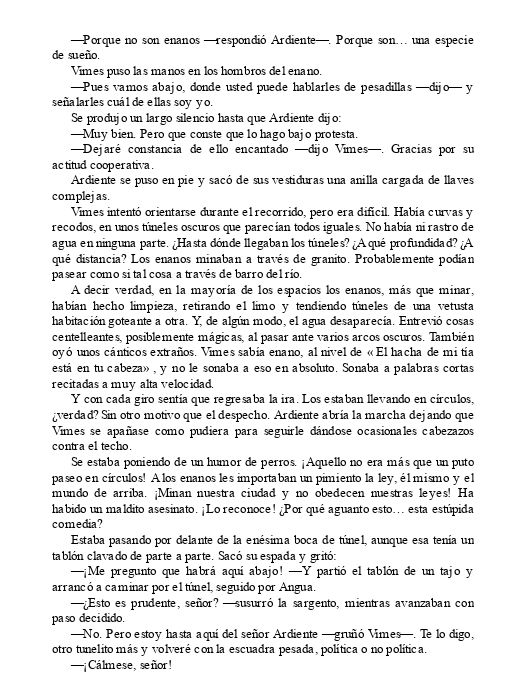 —Porque no son enanos —respondió Ardiente—. Porque son… una especie
de sueño.
Vimes puso las manos en los hombros del enano.
—Pues vamos abajo, donde usted puede hablarles de pesadillas —dijo— y
señalarles cuál de ellas soy yo.
Se produjo un largo silencio hasta que Ardiente dijo:
—Muy bien. Pero que conste que lo hago bajo protesta.
—Dejaré constancia de ello encantado —dijo Vimes—. Gracias por su
actitud cooperativa.
Ardiente se puso en pie y sacó de sus vestiduras una anilla cargada de llaves
complejas.
Vimes intentó orientarse durante el recorrido, pero era difícil. Había curvas y
recodos, en unos túneles oscuros que parecían todos iguales. No había ni rastro de
agua en ninguna parte. ¿Hasta dónde llegaban los túneles? ¿A qué profundidad? ¿A
qué distancia? Los enanos minaban a través de granito. Probablemente podían
pasear como si tal cosa a través de barro del río.
A decir verdad, en la mayoría de los espacios los enanos, más que minar,
habían hecho limpieza, retirando el limo y tendiendo túneles de una vetusta
habitación goteante a otra. Y, de algún modo, el agua desaparecía. Entrevió cosas
centelleantes, posiblemente mágicas, al pasar ante varios arcos oscuros. También
oyó unos cánticos extraños. Vimes sabía enano, al nivel de «El hacha de mi tía
está en tu cabeza» , y no le sonaba a eso en absoluto. Sonaba a palabras cortas
recitadas a muy alta velocidad.
Y con cada giro sentía que regresaba la ira. Los estaban llevando en círculos,
¿verdad? Sin otro motivo que el despecho. Ardiente abría la marcha dejando que
Vimes se apañase como pudiera para seguirle dándose ocasionales cabezazos
contra el techo.
Se estaba poniendo de un humor de perros. ¡Aquello no era más que un puto
paseo en círculos! A los enanos les importaban un pimiento la ley, él mismo y el
mundo de arriba. ¡Minan nuestra ciudad y no obedecen nuestras leyes! Ha
habido un maldito asesinato. ¡Lo reconoce! ¿Por qué aguanto esto… esta estúpida
comedia?
Estaba pasando por delante de la enésima boca de túnel, aunque esa tenía un
tablón clavado de parte a parte. Sacó su espada y gritó:
—¡Me pregunto que habrá aquí abajo! —Y partió el tablón de un tajo y
arrancó a caminar por el túnel, seguido por Angua.
—¿Esto es prudente, señor? —susurró la sargento, mientras avanzaban con
paso decidido.
—No. Pero estoy hasta aquí del señor Ardiente —gruñó Vimes—. Te lo digo,
otro tunelito más y volveré con la escuadra pesada, política o no política.
—¡Cálmese, señor!